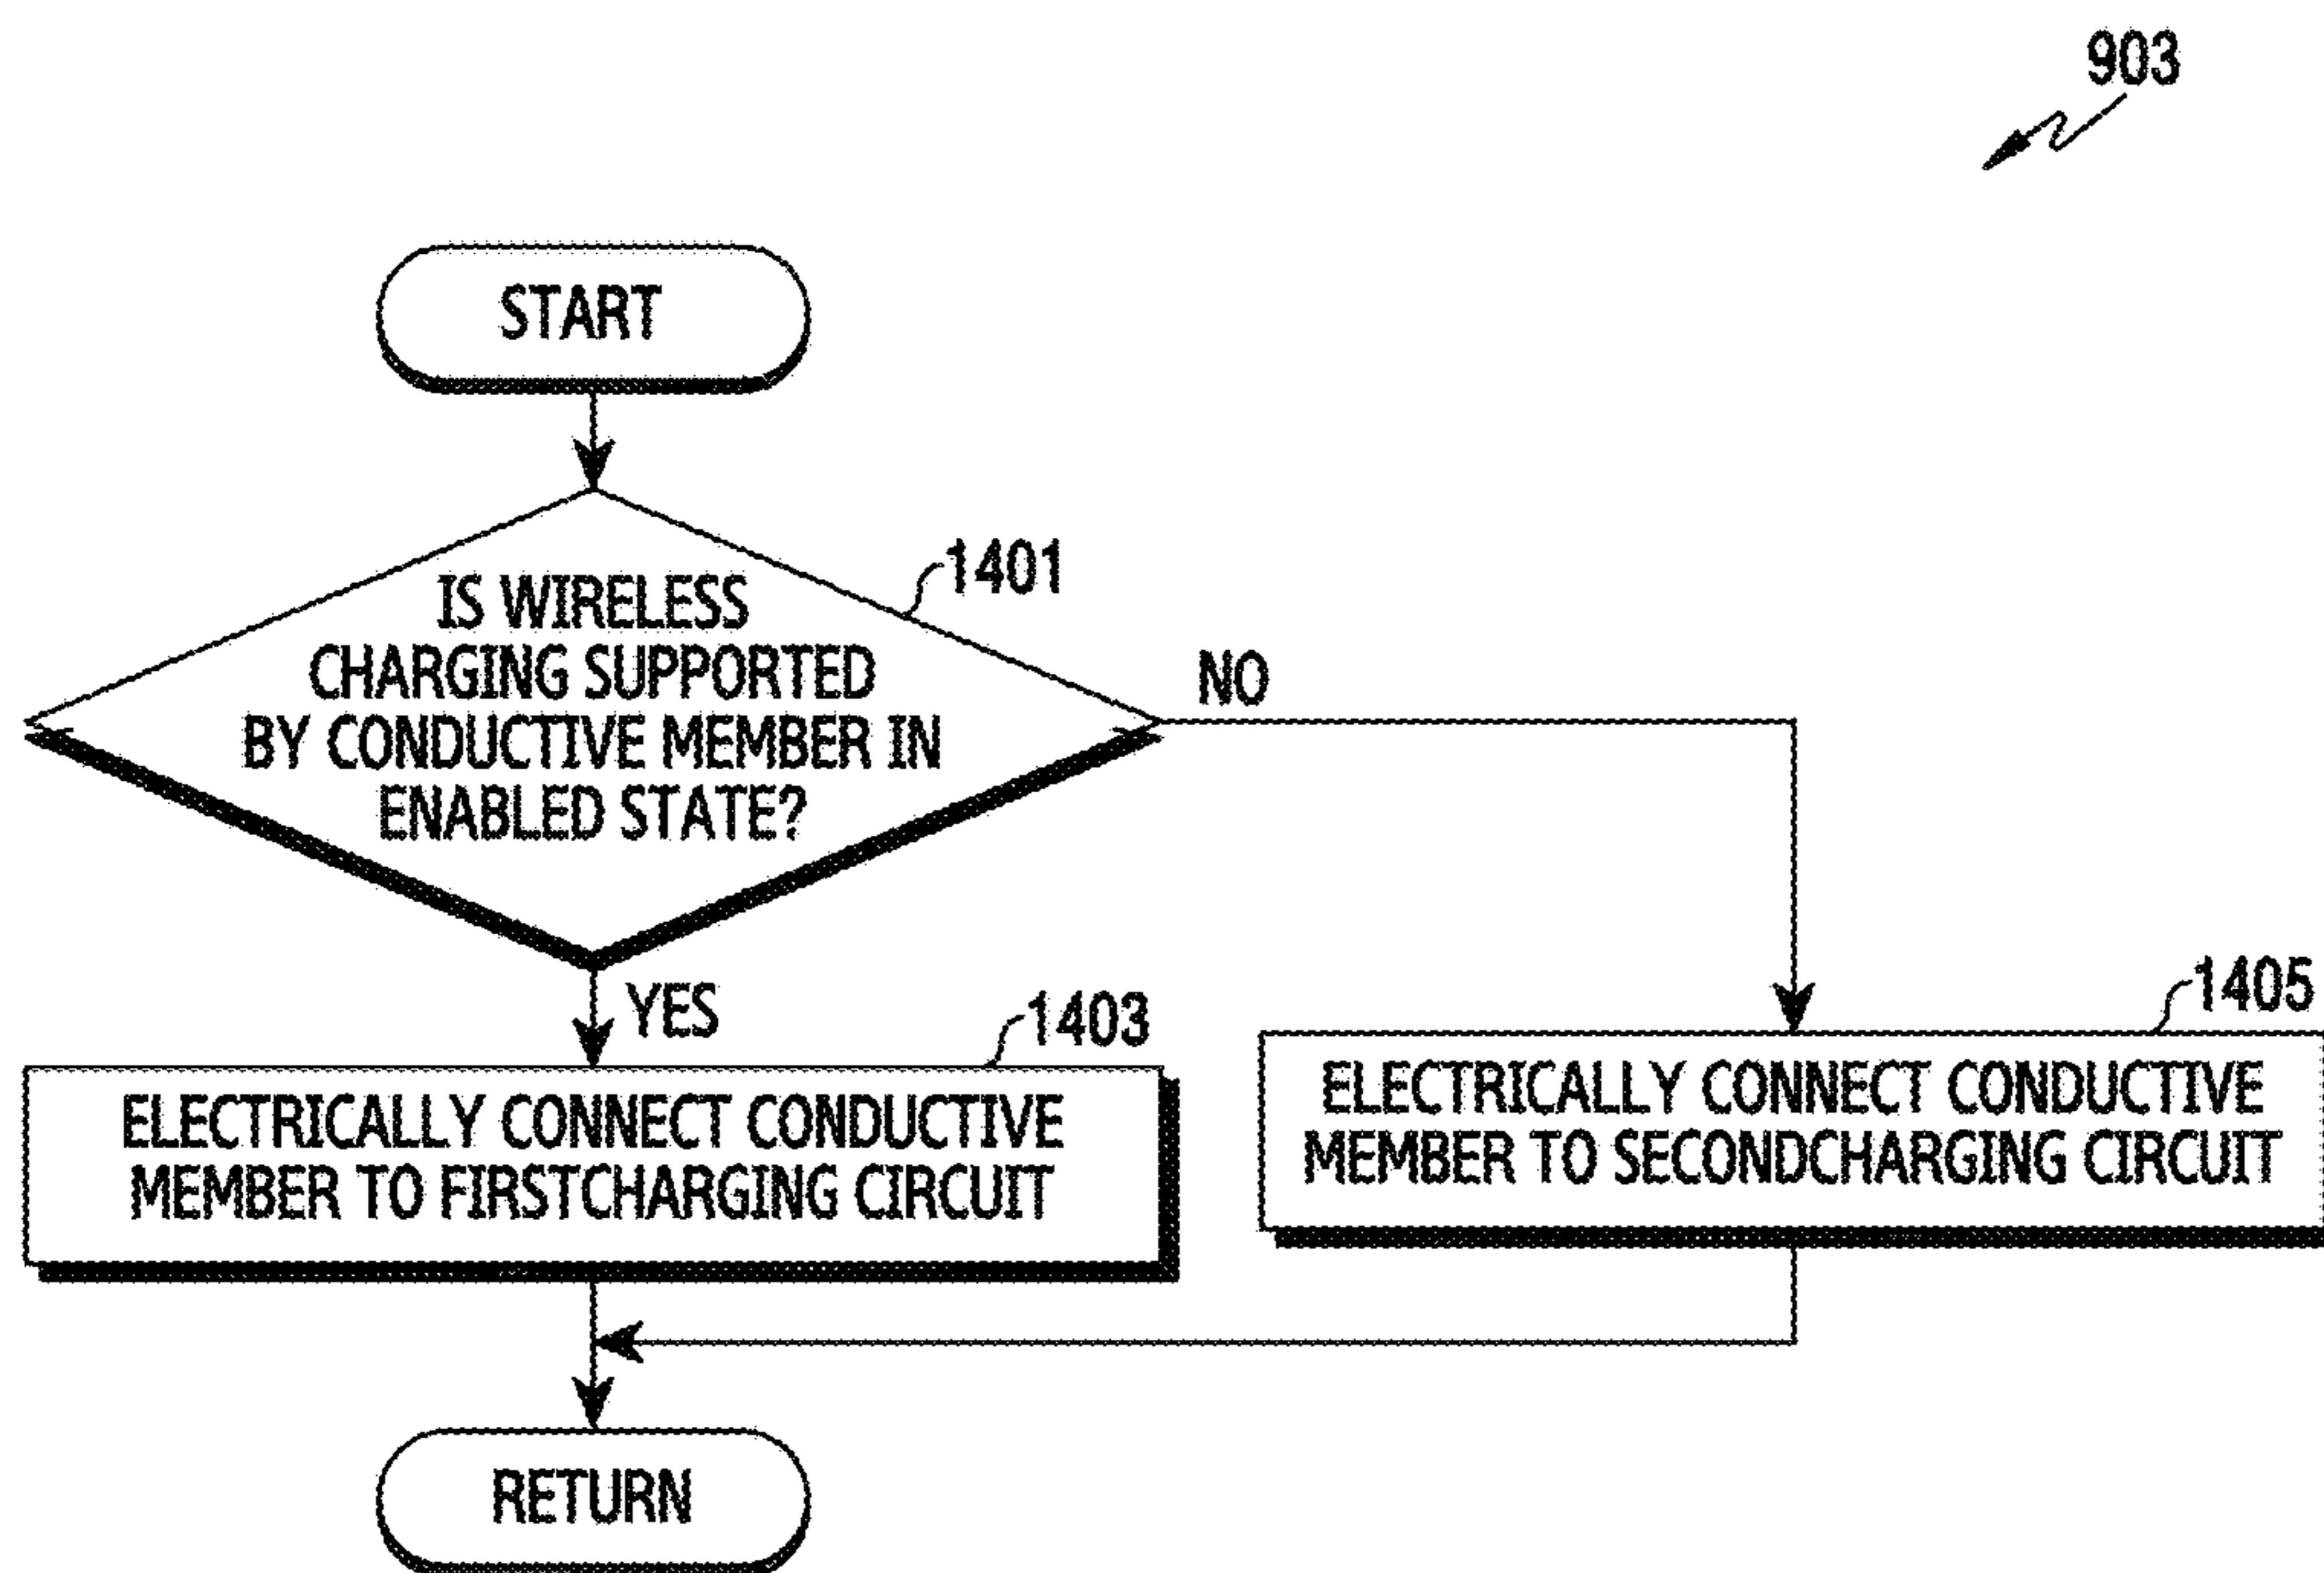 903
START
1401
IS WIRELESS
CHARGING SUPPORTED
BY CONDUCTIVE MEMBER IN
ENABLED STATE?
NO
YES
1403
ELECTRICALLY CONNECT CONDUCTIVE
MEMBER TO FIRSTCHARGING CIRCUIT
1405
ELECTRICALLY CONNECT CONDUCTIVE
MEMBER TO SECONDCHARGING CIRCUIT
RETURN